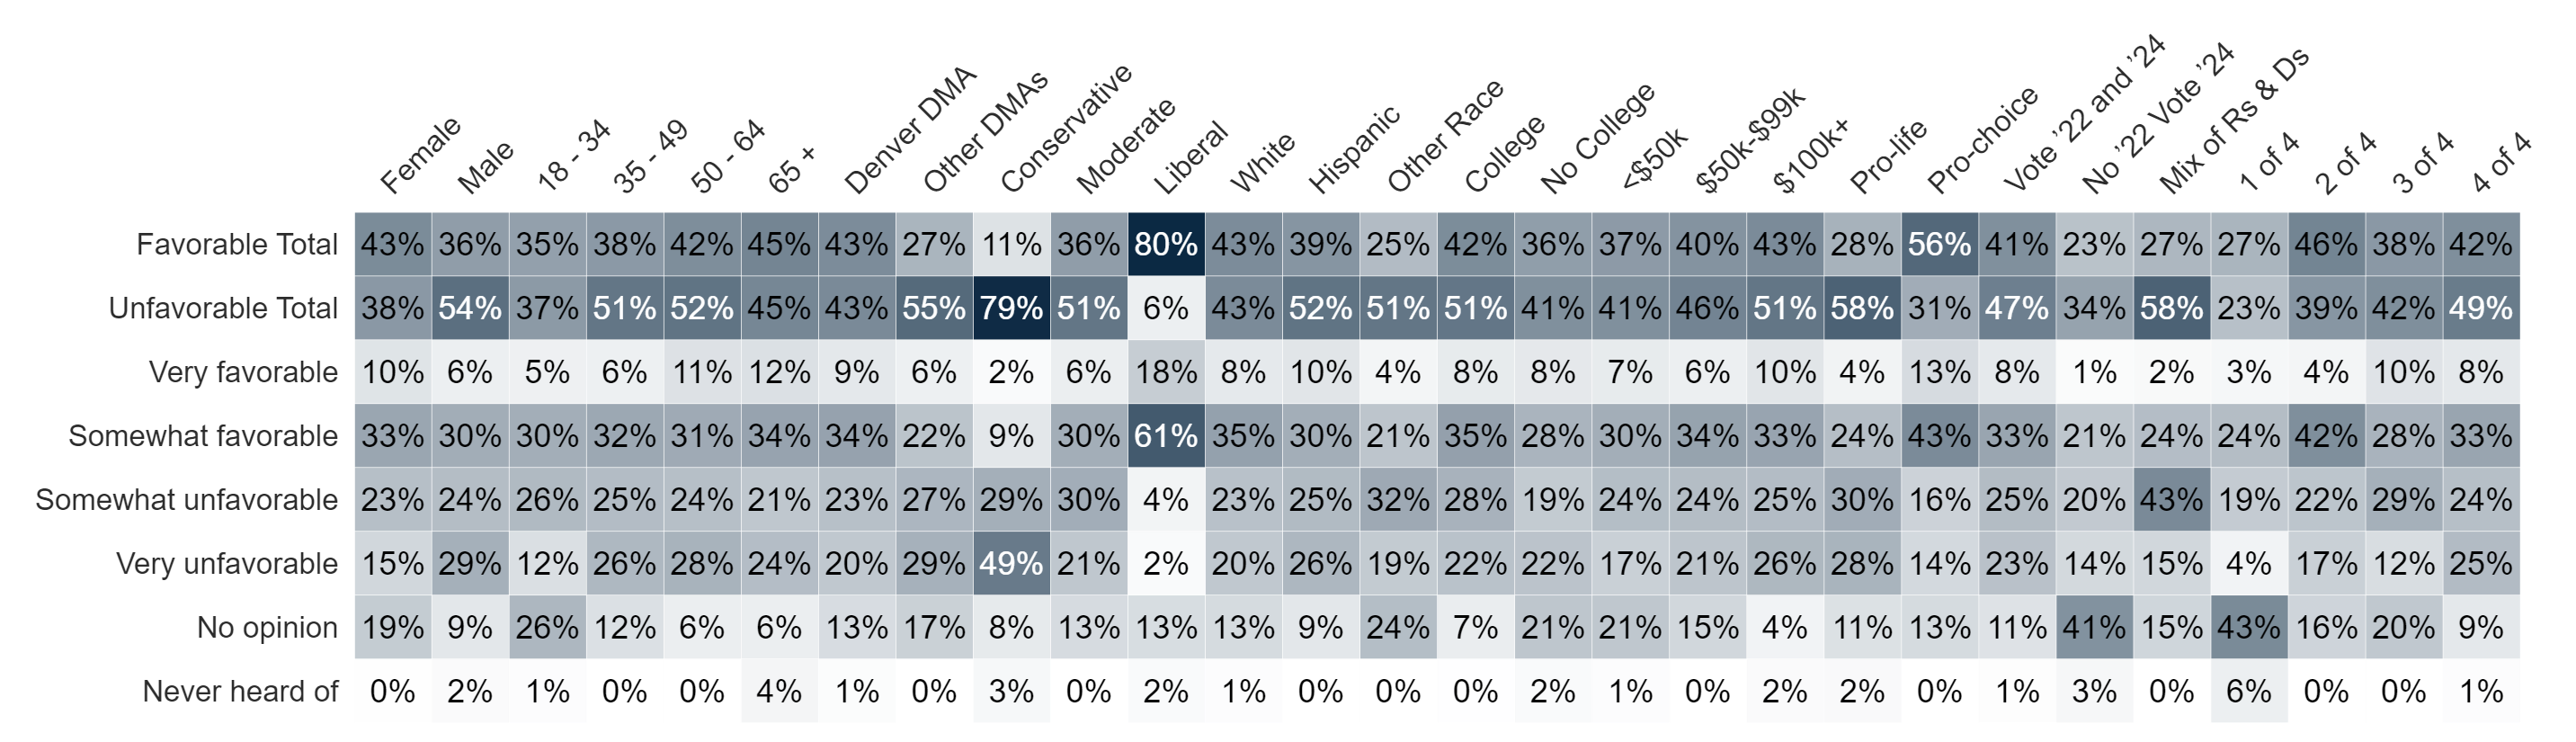 Female Male 18 - 34 35 - 49 50 - 64 65 + Denver DMA Other DMAs Conservative Moderate Liberal White Hispanic Other Race College No College <$50k $50k-$99k $100k+ Pro-life Pro-choice Vote ’22 and ’24 No ’22 Vote ’24 Mix of Rs & Ds 1 of 4 2 of 4 3 of 4 4 of 4
Favorable Total 43% 36% 35% 38% 42% 45% 43% 27% 11% 36% 80% 43% 39% 25% 42% 36% 37% 40% 43% 28% 56% 41% 23% 27% 27% 46% 38% 42%
Unfavorable Total 38% 54% 37% 51% 52% 45% 43% 55% 79% 51% 6% 43% 52% 51% 51% 41% 41% 46% 51% 58% 31% 47% 34% 58% 23% 39% 42% 49%
Very favorable 10% 6% 5% 6% 11% 12% 9% 6% 2% 6% 18% 8% 10% 4% 8% 8% 7% 6% 10% 4% 13% 8% 1% 2% 3% 4% 10% 8%
Somewhat favorable 33% 30% 30% 32% 31% 34% 34% 22% 9% 30% 61% 35% 30% 21% 35% 28% 30% 34% 33% 24% 43% 33% 21% 24% 24% 42% 28% 33%
Somewhat unfavorable 23% 24% 26% 25% 24% 21% 23% 27% 29% 30% 4% 23% 25% 32% 28% 19% 24% 24% 25% 30% 16% 25% 20% 43% 19% 22% 29% 24%
Very unfavorable 15% 29% 12% 26% 28% 24% 20% 29% 49% 21% 2% 20% 26% 19% 22% 22% 17% 21% 26% 28% 14% 23% 14% 15% 4% 17% 12% 25%
No opinion 19% 9% 26% 12% 6% 6% 13% 17% 8% 13% 13% 13% 9% 24% 7% 21% 21% 15% 4% 11% 13% 11% 41% 15% 43% 16% 20% 9%
Never heard of 0% 2% 1% 0% 0% 4% 1% 0% 3% 0% 2% 1% 0% 0% 0% 2% 1% 0% 2% 2% 0% 1% 3% 0% 6% 0% 0% 1%